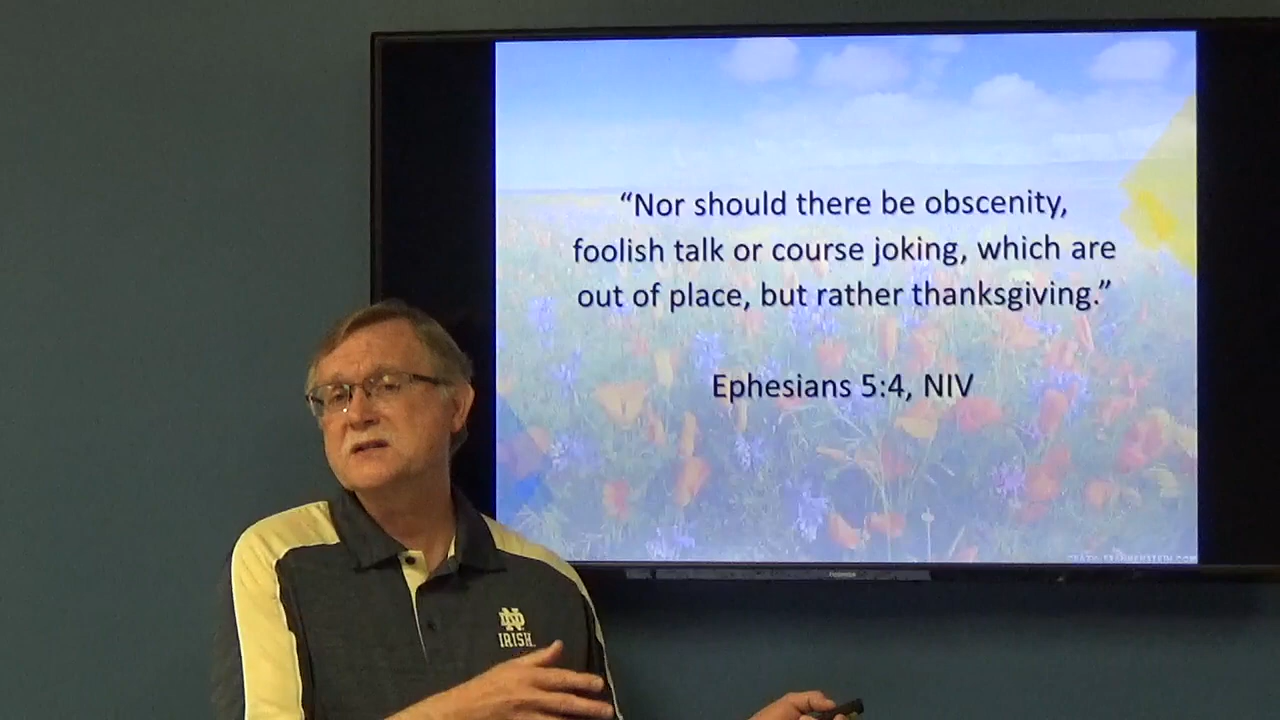 “Nor should there be obscenity,
foolish talk or course joking, which are
out of place, but rather thanksgiving.”
Ephesians 5:4, NIV
ND
IRISH